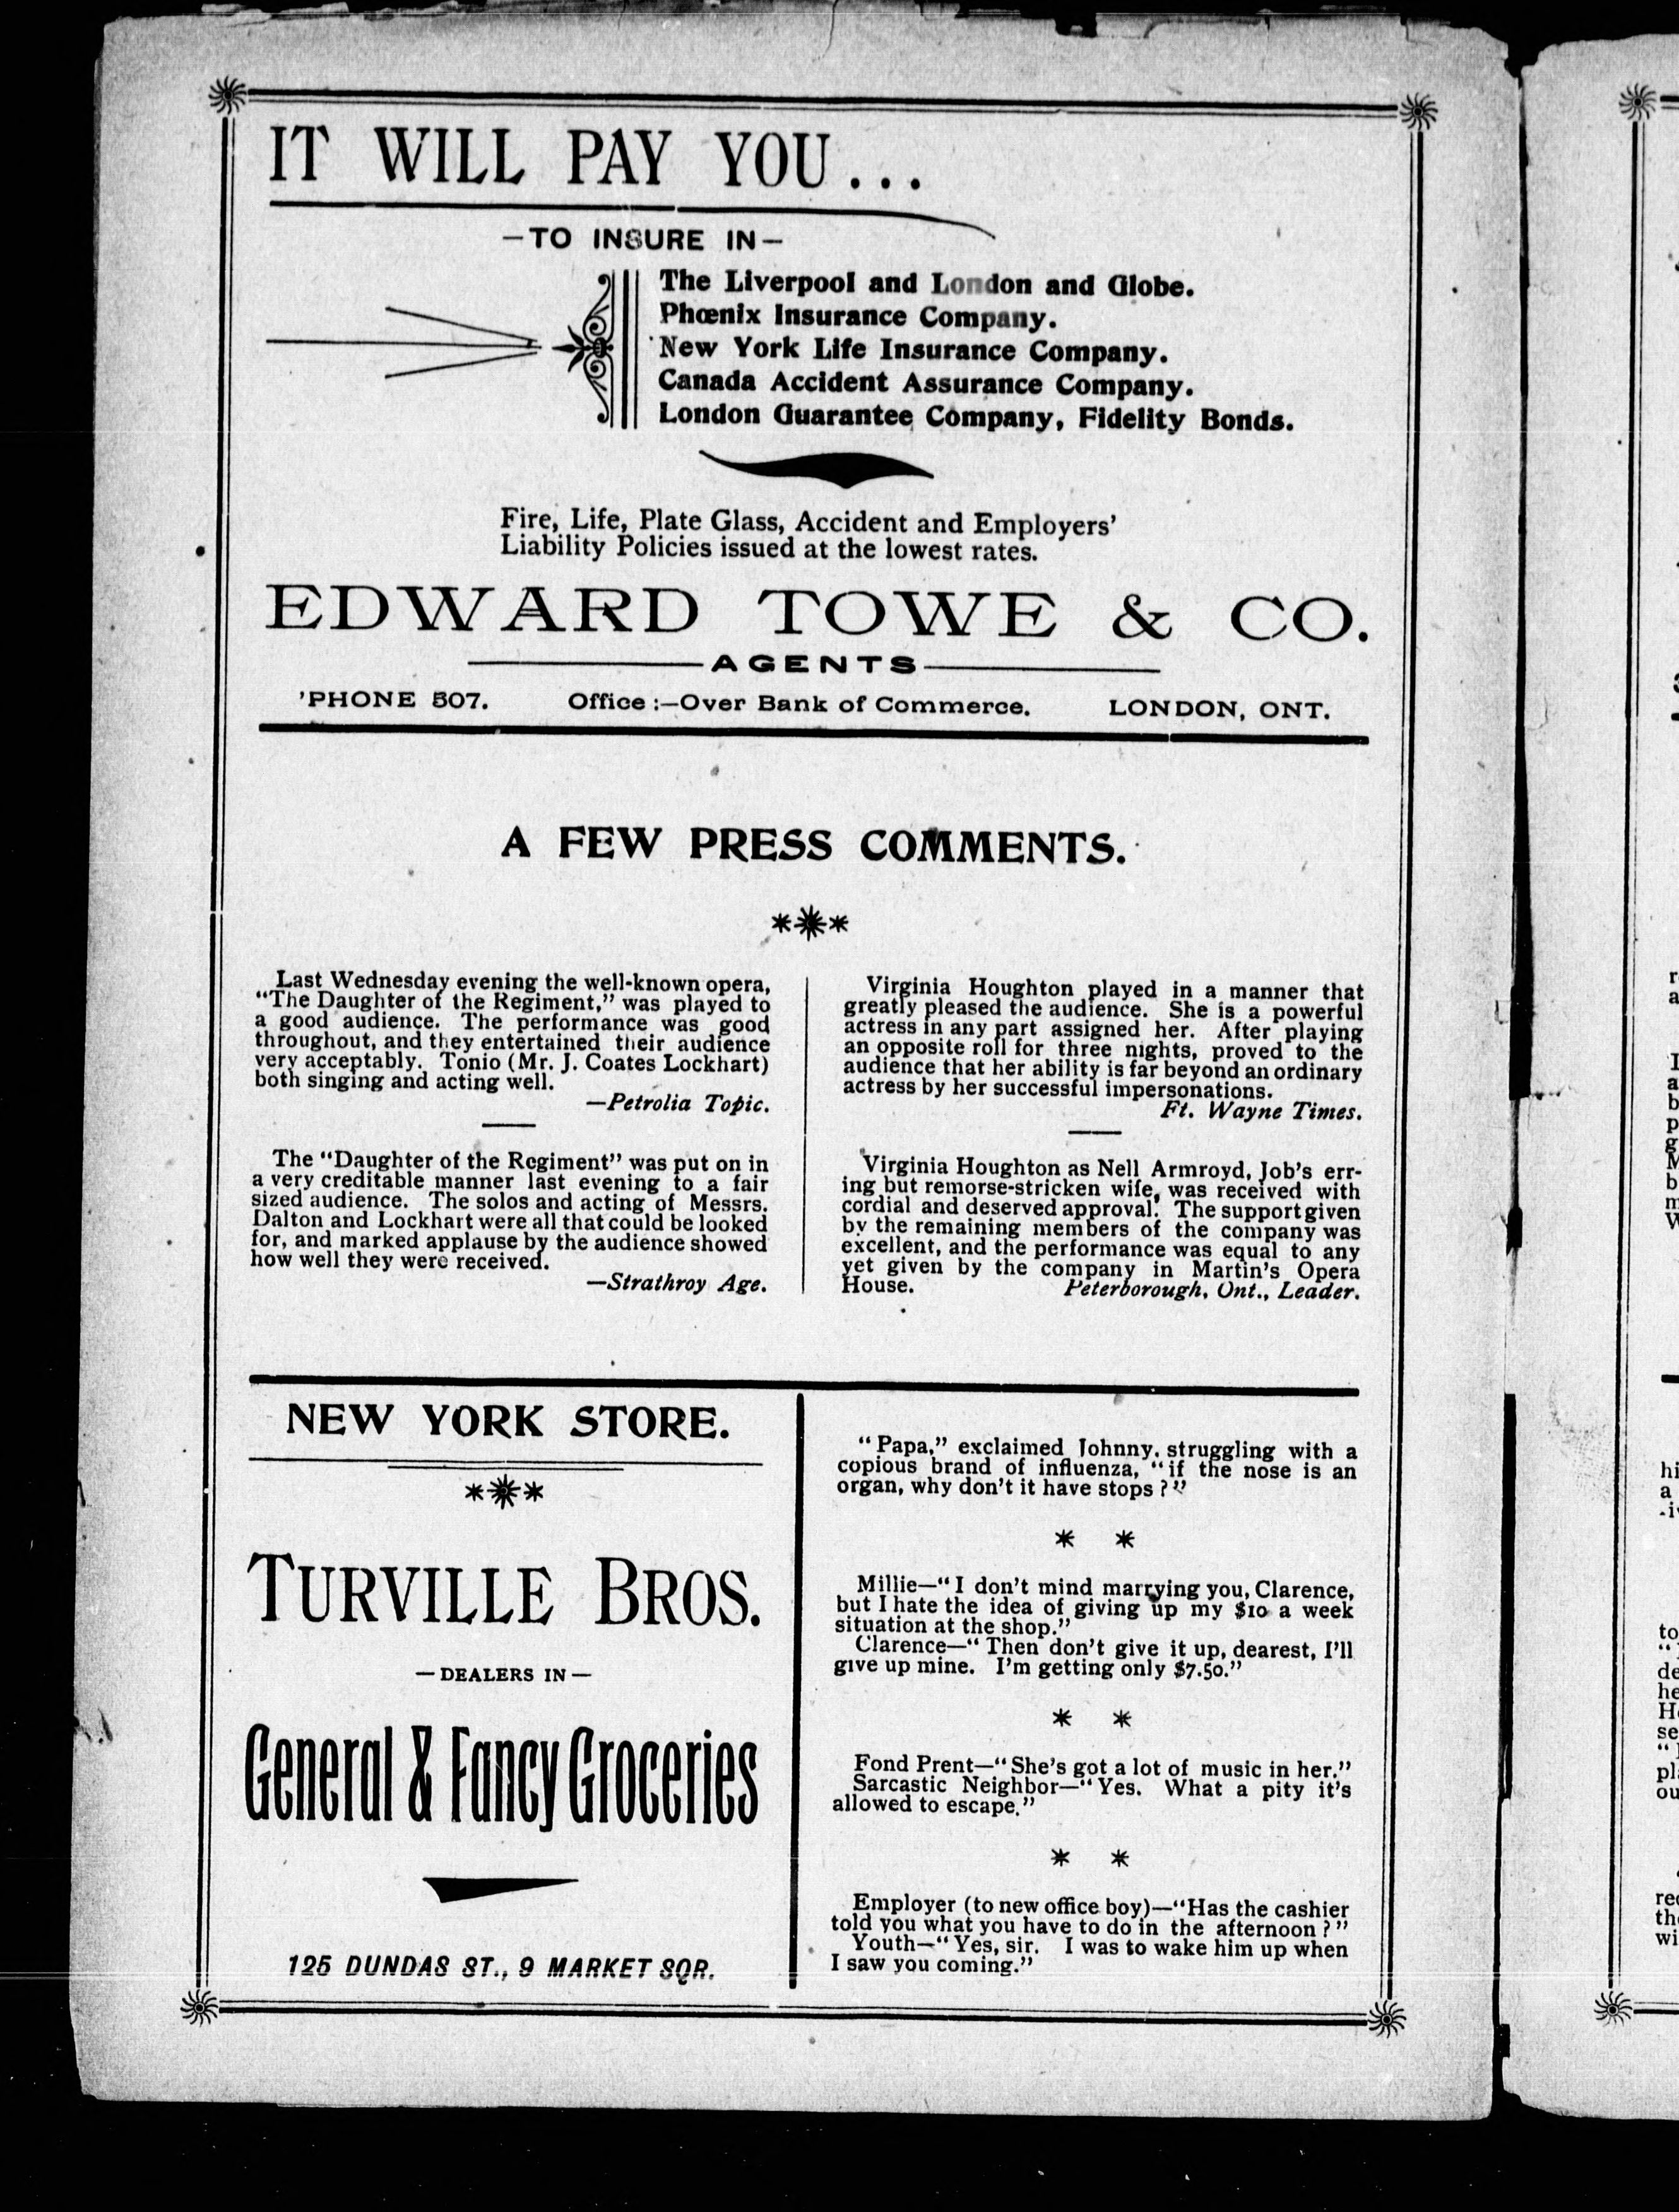 IT WILL PAY YOU...
—TO INSURE IN—
The Liverpool and London and Globe.
Phœnix Insurance Company.
New York Life Insurance Company.
Canada Accident Assurance Company.
London Guarantee Company, Fidelity Bonds.
Fire, Life, Plate Glass, Accident and Employers'
Liability Policies issued at the lowest rates.
EDWARD TOWE & CO.
AGENTS
'PHONE 507. Office:—Over Bank of Commerce. LONDON, ONT.
A FEW PRESS COMMENTS.
Last Wednesday evening the well-known opera,
"The Daughter of the Regiment," was played to
a good audience. The performance was good
throughout, and they entertained their audience
very acceptably. Tonio (Mr. J. Coates Lockhart)
both singing and acting well.
—Petrolia Topic.
The "Daughter of the Regiment" was put on in
a very creditable manner last evening to a fair
sized audience. The solos and acting of Messrs.
Dalton and Lockhart were all that could be looked
for, and marked applause by the audience showed
how well they were received.
—Strathroy Age.
Virginia Houghton played in a manner that
greatly pleased the audience. She is a powerful
actress in any part assigned her. After playing
an opposite roll for three nights, proved to the
audience that her ability is far beyond an ordinary
actress by her successful impersonations.
Ft. Wayne Times.
Virginia Houghton as Nell Armroyd, Job's err-
ing but remorse-stricken wife, was received with
cordial and deserved approval. The support given
by the remaining members of the company was
excellent, and the performance was equal to any
yet given by the company in Martin's Opera
House. Peterborough, Ont., Leader.
NEW YORK STORE.
TURVILLE BROS.
—DEALERS IN—
General & Fancy Groceries
125 DUNDAS ST., 9 MARKET SQR.
"Papa," exclaimed Johnny, struggling with a
copious brand of influenza, "if the nose is an
organ, why don't it have stops?"
Millie—"I don't mind marrying you, Clarence,
but I hate the idea of giving up my $10 a week
situation at the shop."
Clarence—"Then don't give it up, dearest, I'll
give up mine. I'm getting only $7.50."
Fond Prent—"She's got a lot of music in her."
Sarcastic Neighbor—"Yes. What a pity it's
allowed to escape."
Employer (to new office boy)—"Has the cashier
told you what you have to do in the afternoon?"
Youth—"Yes, sir. I was to wake him up when
I saw you coming."